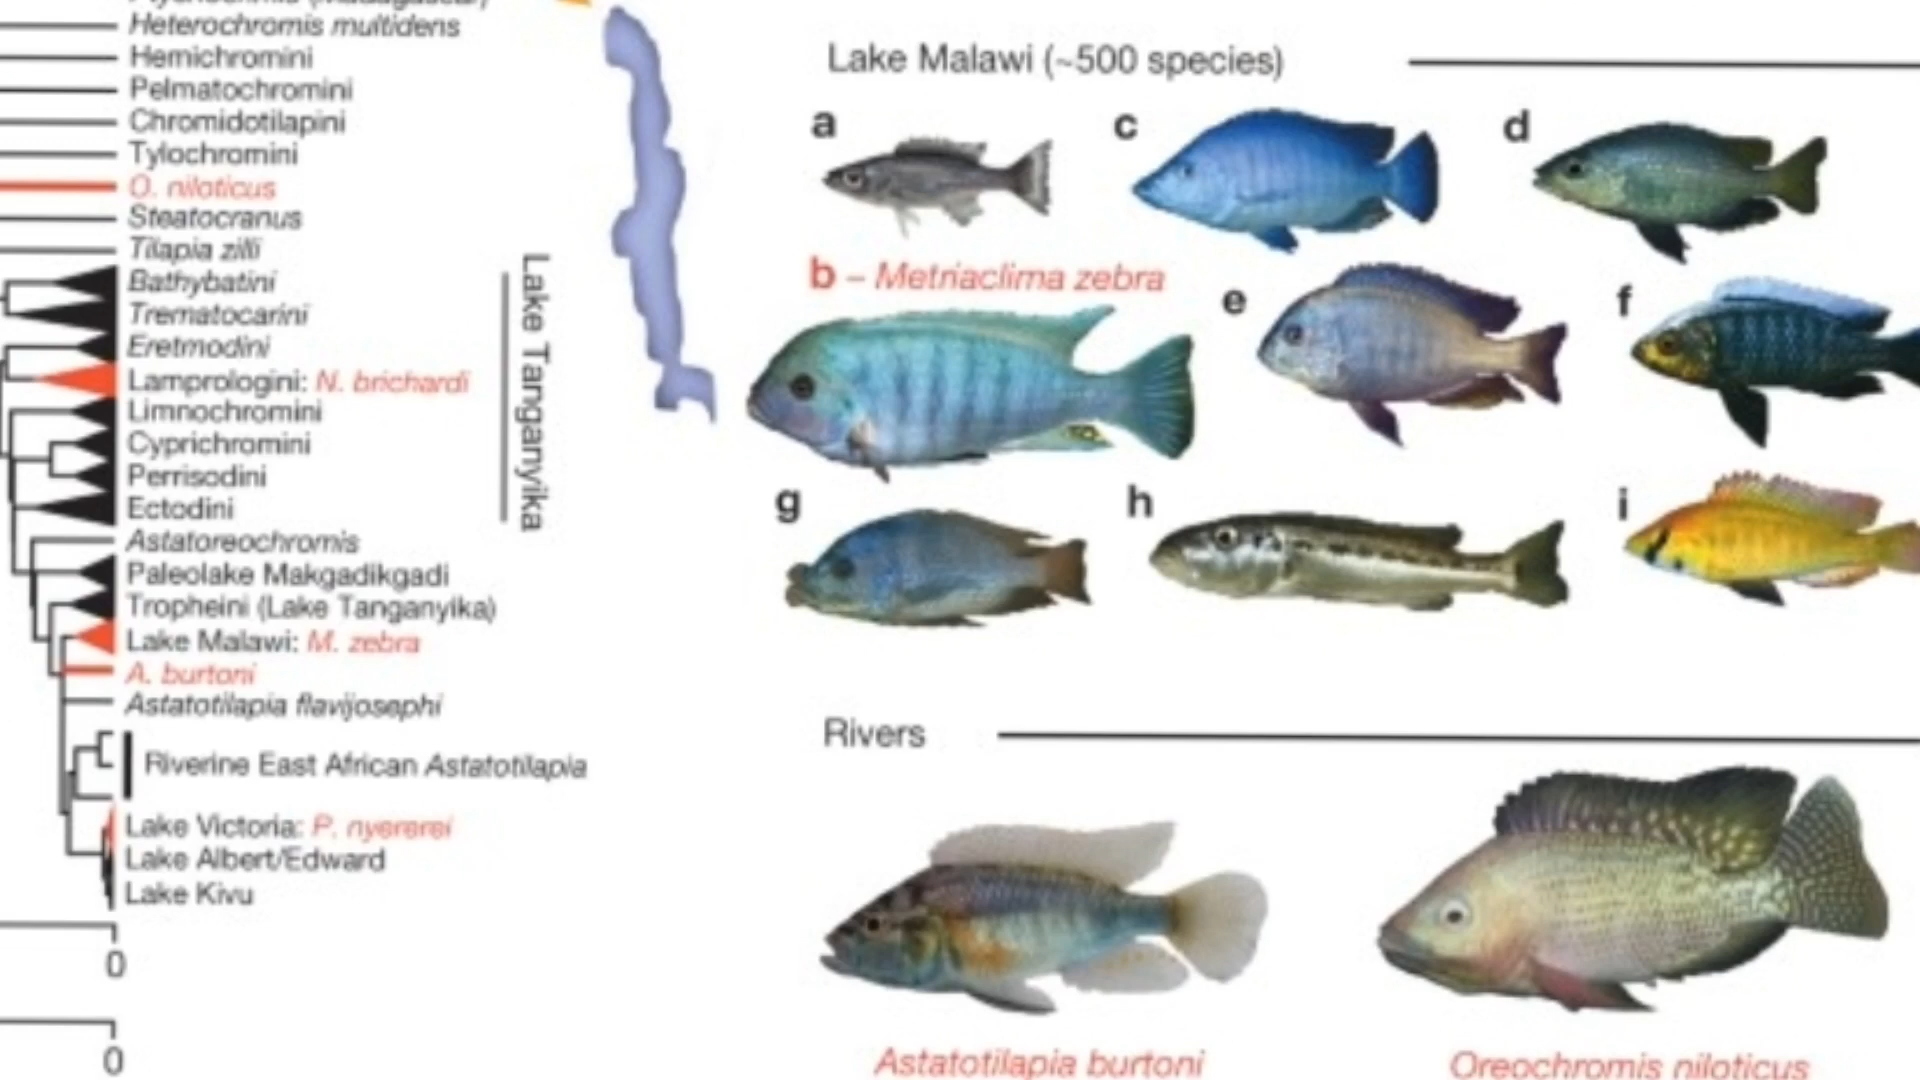 Heterochromis multidens
Hemichromini
Pelmatochromini
Chromidotilapini
Tylochromini
O. niloticus
Steatocranus
Tilapia zilli
Bathybatini
Trematocarini
Eretmodini
Lamprologini: N. brichardi
Limnochromini
Cyprichromini
Perrisodini
Ectodini
Lake Tanganyika
Astatoreochromis
Paleolake Makgadikgadi
Tropheini (Lake Tanganyika)
Lake Malawi: M. zebra
A. burtoni
Astatotilapia flavijosephi
Riverine East African Astatotilapia
Lake Victoria: P. nyererei
Lake Albert/Edward
Lake Kivu
0
0
Lake Malawi (~500 species)
a
c
d
b – Metriaclima zebra
e
f
g
h
i
Rivers
Astatotilapia burtoni
Oreochromis niloticus